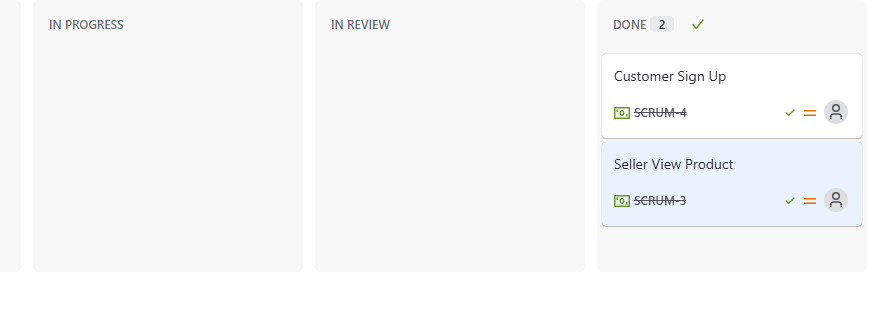 IN PROGRESS
IN REVIEW
DONE 2
Customer Sign Up
SCRUM-4
Seller View Product
SCRUM-3